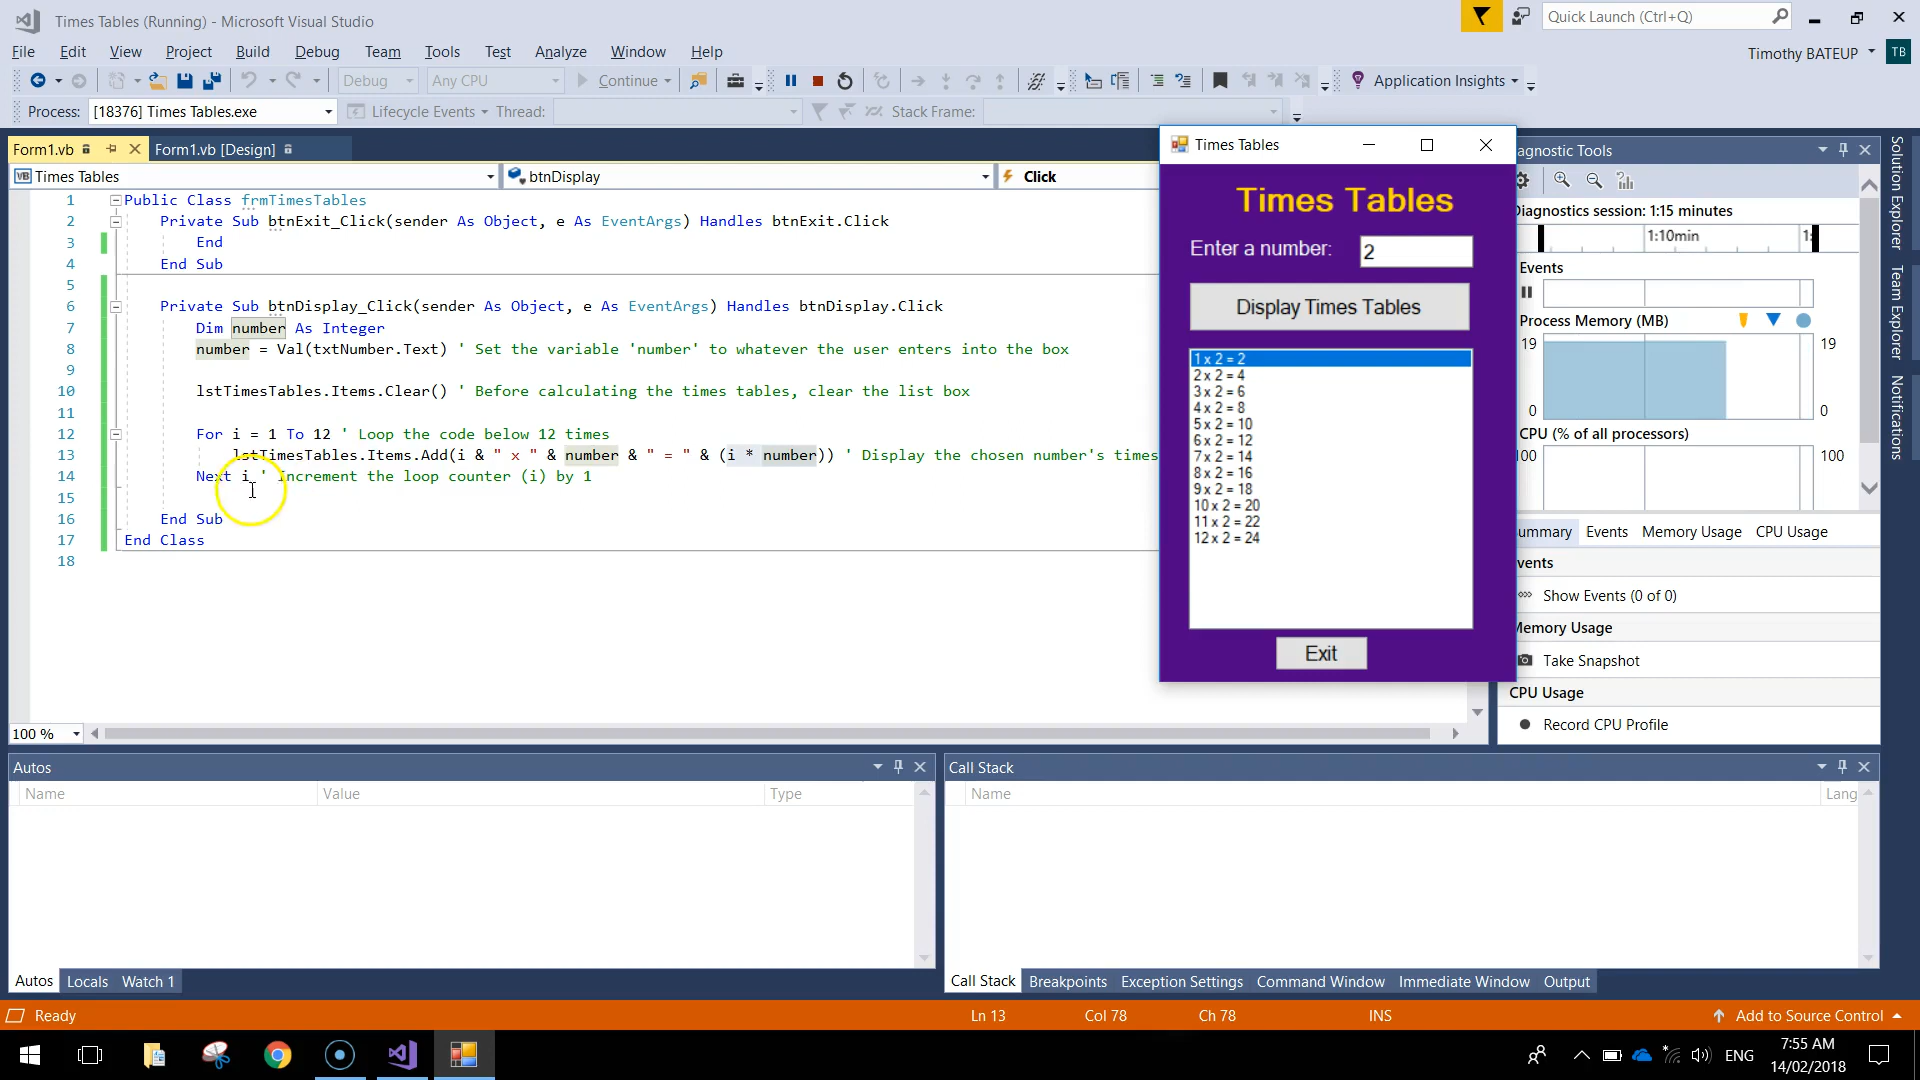 Times Tables (Running) - Microsoft Visual Studio
Quick Launch (Ctrl+Q)
File Edit View Project Build Debug Team Tools Test Analyze Window Help
Timothy BATEUP TB
Debug Any CPU Continue Application Insights
Process: [18376] Times Tables.exe Lifecycle Events Thread: Stack Frame:
Form1.vb Form1.vb [Design]
VB Times Tables btnDisplay Click
1 Public Class frmTimesTables
2 Private Sub btnExit_Click(sender As Object, e As EventArgs) Handles btnExit.Click
3 End
4 End Sub
5
6 Private Sub btnDisplay_Click(sender As Object, e As EventArgs) Handles btnDisplay.Click
7 Dim number As Integer
8 number = Val(txtNumber.Text) ' Set the variable 'number' to whatever the user enters into the box
9
10 lstTimesTables.Items.Clear() ' Before calculating the times tables, clear the list box
11
12 For i = 1 To 12 ' Loop the code below 12 times
13 lstTimesTables.Items.Add(i & " x " & number & " = " & (i * number)) ' Display the chosen number's times
14 Next i ' Increment the loop counter (i) by 1
15
16 End Sub
17 End Class
18
100 %
Times Tables
Times Tables
Enter a number: 2
Display Times Tables
1 x 2 = 2
2 x 2 = 4
3 x 2 = 6
4 x 2 = 8
5 x 2 = 10
6 x 2 = 12
7 x 2 = 14
8 x 2 = 16
9 x 2 = 18
10 x 2 = 20
11 x 2 = 22
12 x 2 = 24
Exit
agnostic Tools
Diagnostics session: 1:15 minutes
1:10min 1:
Events
Process Memory (MB)
19 19
0 0
CPU (% of all processors)
100 100
ummary Events Memory Usage CPU Usage
vents
Show Events (0 of 0)
Memory Usage
Take Snapshot
CPU Usage
Record CPU Profile
Solution Explorer
Team Explorer
Notifications
Autos
Name Value Type
Autos Locals Watch 1
Call Stack
Name Lang
Call Stack Breakpoints Exception Settings Command Window Immediate Window Output
Ready Ln 13 Col 78 Ch 78 INS Add to Source Control
ENG
7:55 AM
14/02/2018